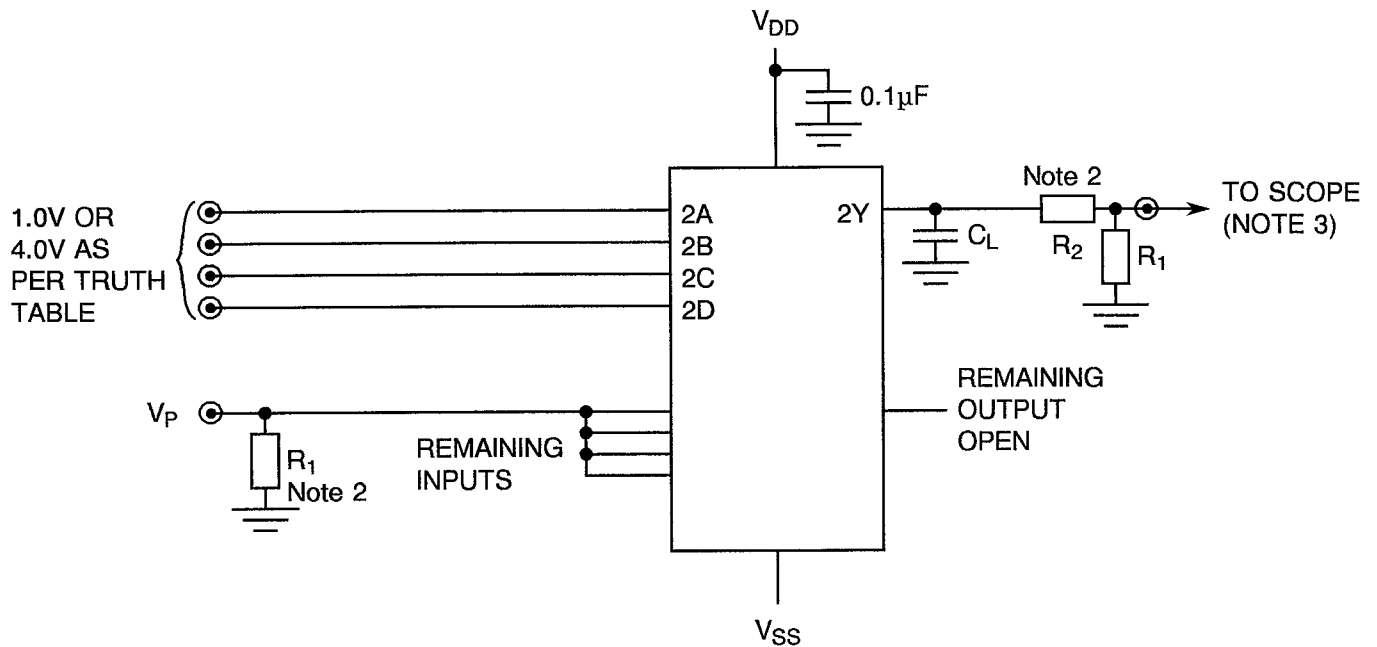 VDD
0.1µF
1.0V OR
4.0V AS
PER TRUTH
TABLE
2A
2B
2C
2D
2Y
CL
Note 2
R2
R1
TO SCOPE
(NOTE 3)
VP
R1
Note 2
REMAINING
INPUTS
REMAINING
OUTPUT
OPEN
VSS